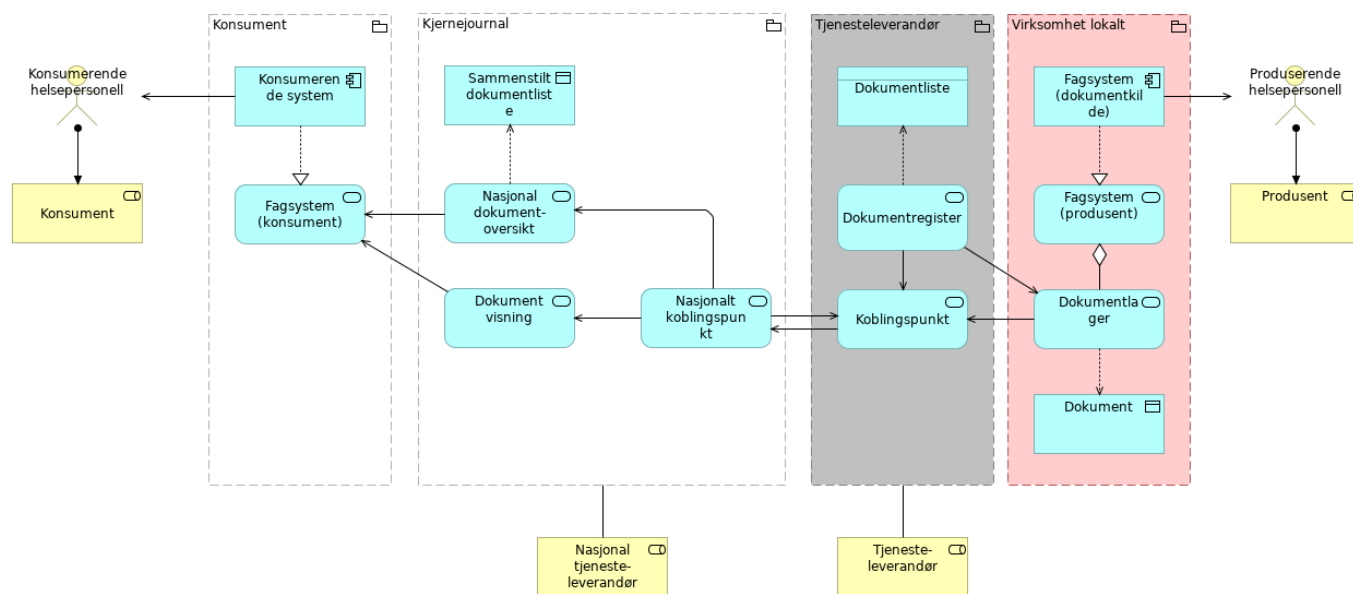 Konsument
Kjernejournal
Tjenesteleverandør
Virksomhet lokalt
Konsumerende
helsepersonell
Konsumeren
de system
Sammenstilt
dokumentlist
e
Dokumentliste
Fagsystem
(dokumentkil
de)
Produserende
helsepersonell
Konsument
Fagsystem
(konsument)
Nasjonal
dokument-
oversikt
Dokumentregister
Fagsystem
(produsent)
Produsent
Dokument
visning
Nasjonalt
koblingspun
kt
Koblingspunkt
Dokumentla
ger
Dokument
Nasjonal
tjeneste-
leverandør
Tjeneste-
leverandør